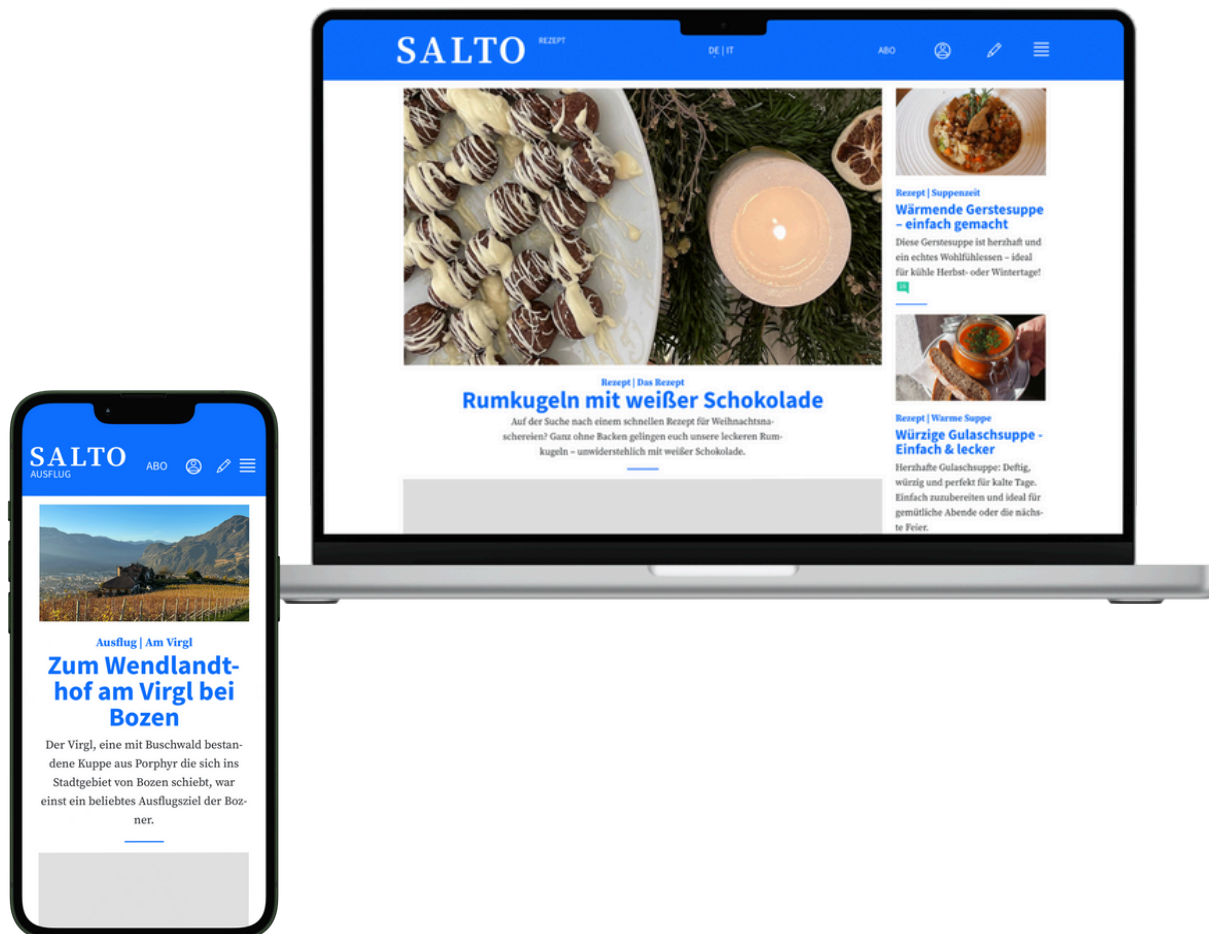 SALTO
REZEPT
DE | IT
ABO
Rezept | Das Rezept
Rumkugeln mit weißer Schokolade
Auf der Suche nach einem schnellen Rezept für Weihnachtsna-
schereien? Ganz ohne Backen gelingen euch unsere leckeren Rum-
kugeln – unwiderstehlich mit weißer Schokolade.
Rezept | Suppenzeit
Wärmende Gerstesuppe
– einfach gemacht
Diese Gerstesuppe ist herzhaft und
ein echtes Wohlfühlessen – ideal
für kühle Herbst- oder Wintertage!
Rezept | Warme Suppe
Würzige Gulaschsuppe -
Einfach & lecker
Herzhafte Gulaschsuppe: Deftig,
würzig und perfekt für kalte Tage.
Einfach zuzubereiten und ideal für
gemütliche Abende oder die nächs-
te Feier.
SALTO
AUSFLUG
ABO
Ausflug | Am Virgl
Zum Wendlandt-
hof am Virgl bei
Bozen
Der Virgl, eine mit Buschwald bestan-
dene Kuppe aus Porphyr die sich ins
Stadtgebiet von Bozen schiebt, war
einst ein beliebtes Ausflugsziel der Boz-
ner.